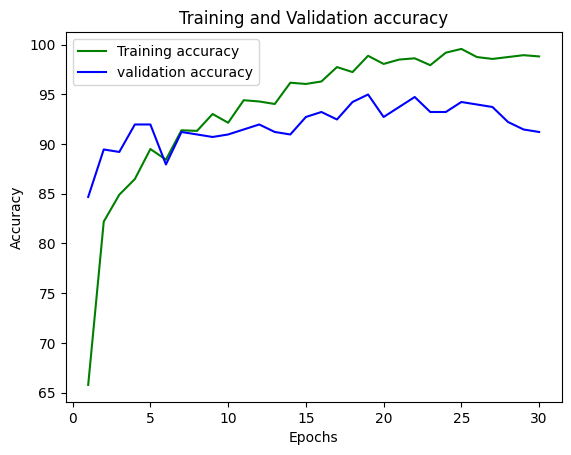 Training and Validation accuracy
Training accuracy
validation accuracy
Accuracy
100
95
90
85
80
75
70
65
0 5 10 15 20 25 30
Epochs